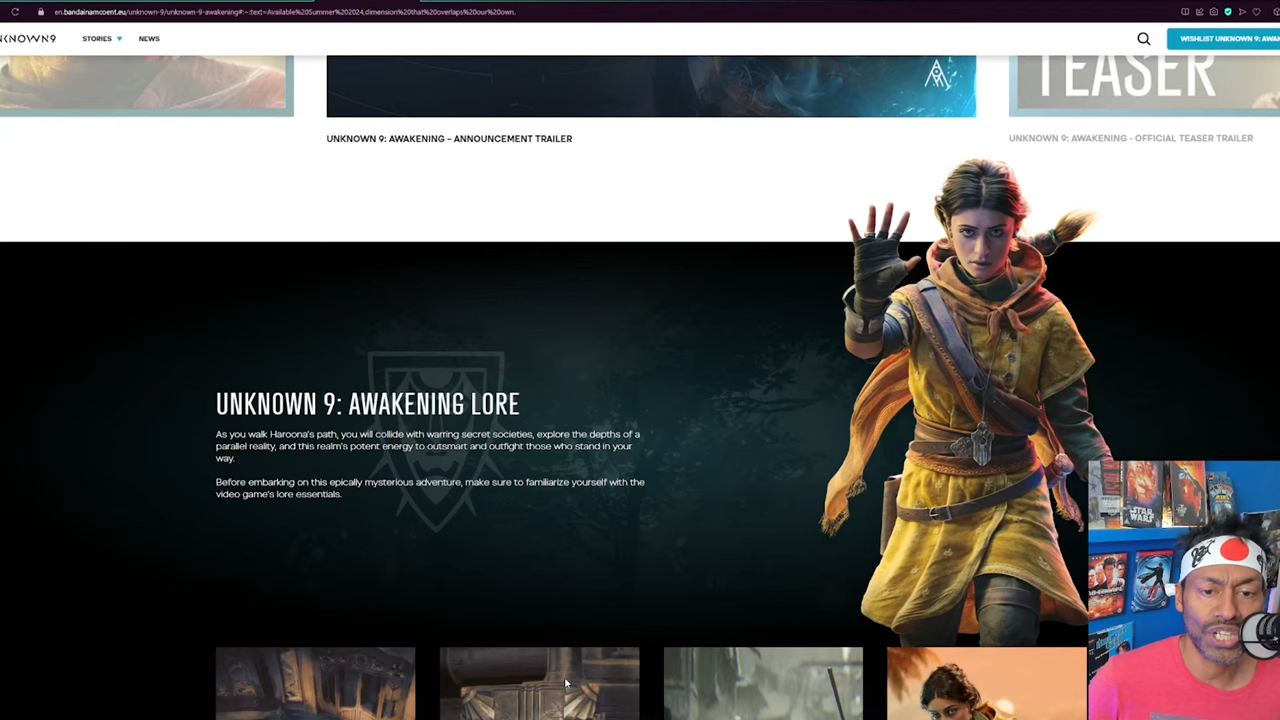 en.bandainamcoent.eu/unknown-9/unknown-9-awakening#:~:text=Available%20Summer%202024,dimension%20that%20overlaps%20our%20own.
STORIES
NEWS
WISHLIST UNKNOWN 9:
TEASER
UNKNOWN 9: AWAKENING - ANNOUNCEMENT TRAILER
UNKNOWN 9: AWAKENING - OFFICIAL TEASER TRAILER
UNKNOWN 9: AWAKENING LORE
As you walk Haroona's path, you will collide with warring secret societies, explore the depths of a
parallel reality, and this realm's potent energy to outsmart and outfight those who stand in your
way.
Before embarking on this epically mysterious adventure, make sure to familiarize yourself with the
video game's lore essentials.
STAR
WARS